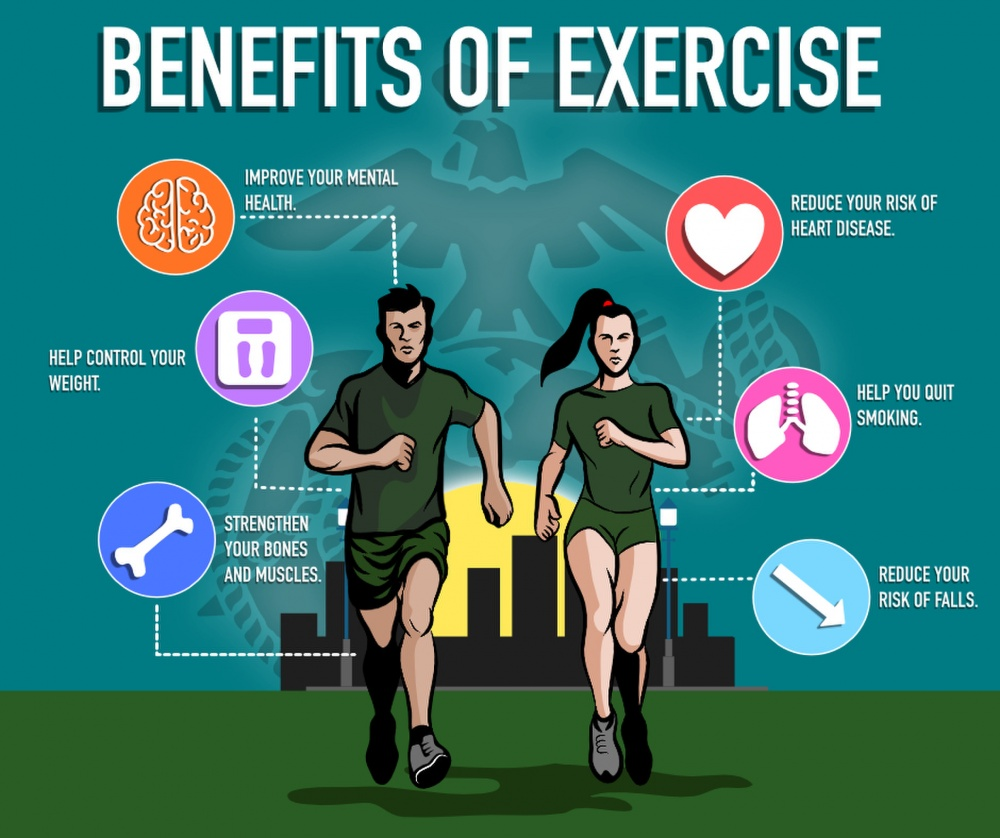 BENEFITS OF EXERCISE
IMPROVE YOUR MENTAL
HEALTH.
HELP CONTROL YOUR
WEIGHT.
STRENGTHEN
YOUR BONES
AND MUSCLES.
REDUCE YOUR RISK OF
HEART DISEASE.
HELP YOU QUIT
SMOKING.
REDUCE YOUR
RISK OF FALLS.